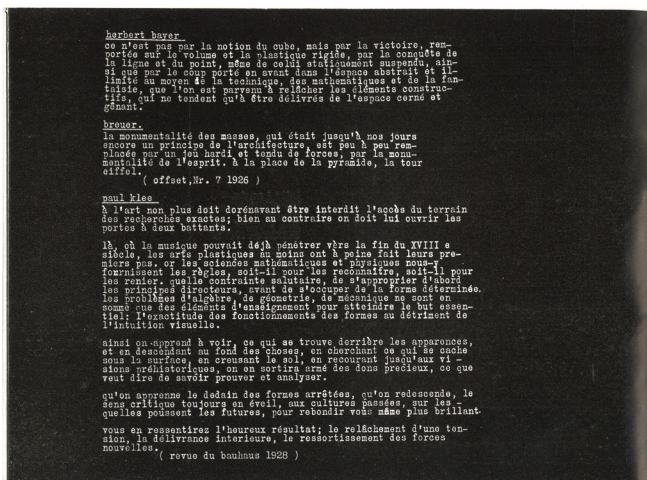 herbert bayer
ce n'est pas par la notion du cube, mais par la victoire, rem-
portée sur le volume et la plastique rigide, par la conquête de
la ligne et du point, même de celui statiquement suspendu, ain-
si que par le coup porté en avant dans l'éspace abstrait et il-
limité au moyen de la technique, des mathématiques et de la fan-
taisie, que l'on est parvenu à relâcher les éléments construc-
tifs, qui ne tendent qu'à être délivrés de l'espace cerné et
gênant.
breuer.
la monumentalité des masses, qui était jusqu'à nos jours
encore un principe de l'architecture, est peu à peu rem-
placée par un jeu hardi et tendu de forces, par la monu-
mentalité de l'esprit. à la place de la pyramide, la tour
eiffel.
( offset,Nr. 7 1926 )
paul klee
à l'art non plus doit dorénavant être interdit l'accès du terrain
des recherches exactes; bien au contraire on doit lui ouvrir les
portes à deux battants.
là, où la musique pouvait déjà pénétrer vèrs la fin du XVIII e
siècle, les arts plastiques au moins ont à peine fait leurs pre-
miers pas. or les sciences mathématiques et physiques nous-y
fournissent les règles, soit-il pour les reconnaître, soit-il pour
les renier. quelle contrainte salutaire, de s'approprier d'abord
les principes directeurs, avant de s'occuper de la forme déterminée.
les problèmes d'algèbre, de géometrie, de mécanique ne sont en
somme que des éléments d'enseignement pour atteindre le but essen-
tiel: l'exactitude des fonctionnements des formes au détriment de
l'intuition visuelle.
ainsi on apprend à voir, ce qui se trouve derrière les apparences,
et en descendant au fond des choses, en cherchant ce qui se cache
sous la surface, en creusant le sol, en recourant jusqu'aux vi -
sions préhistoriques, on en sortira armé des dons precieux, ce que
veut dire de savoir prouver et analyser.
qu'on apprenne le dedain des formes arrêtées, qu'on redescende, le
sens critique toujours en éveil, aux cultures passées, sur les -
quelles poussent les futures, pour rebondir vous même plus brillant.
vous en ressentirez l'heureux résultat; le relâchement d'une ten-
sion, la délivrance interieure, le ressortissement des forces
nouvelles.
( revue du bauhaus 1928 )